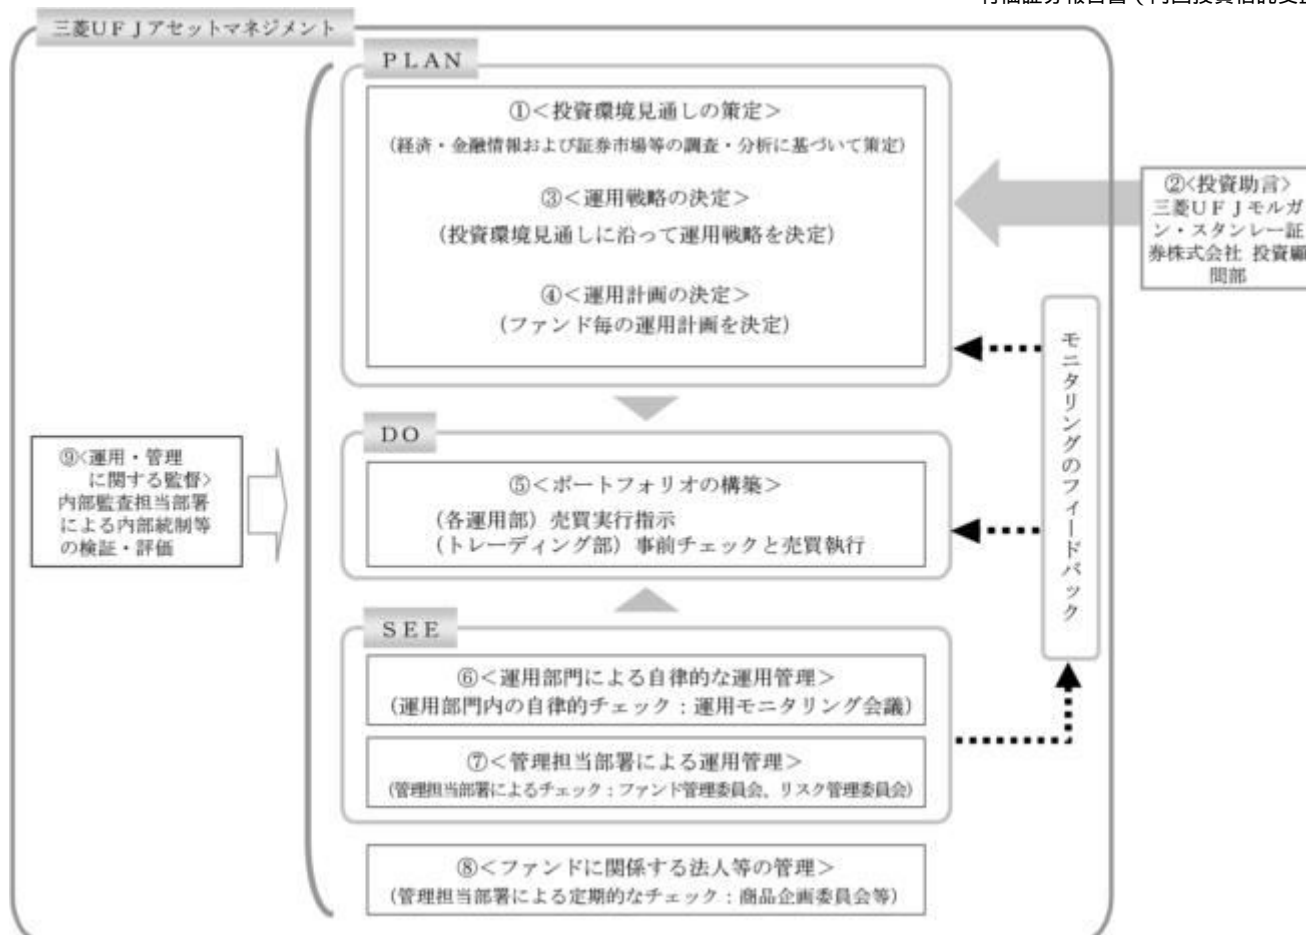 三菱UFJアセットマネジメント
PLAN
①<投資環境見通しの策定>
(経済・金融情報および証券市場等の調査・分析に基づいて策定)
③<運用戦略の決定>
(投資環境見通しに沿って運用戦略を決定)
④<運用計画の決定>
(ファンド毎の運用計画を決定)
②<投資助言>
三菱UFJモルガ
ン・スタンレー証
券株式会社 投資顧
問部
モニタリングのフィードバック
DO
⑤<ポートフォリオの構築>
(各運用部) 売買実行指示
(トレーディング部) 事前チェックと売買執行
⑨<運用・管理
に関する監督>
内部監査担当部署
による内部統制等
の検証・評価
SEE
⑥<運用部門による自律的な運用管理>
(運用部門内の自律的チェック:運用モニタリング会議)
⑦<管理担当部署による運用管理>
(管理担当部署によるチェック:ファンド管理委員会、リスク管理委員会)
⑧<ファンドに関係する法人等の管理>
(管理担当部署による定期的なチェック:商品企画委員会等)